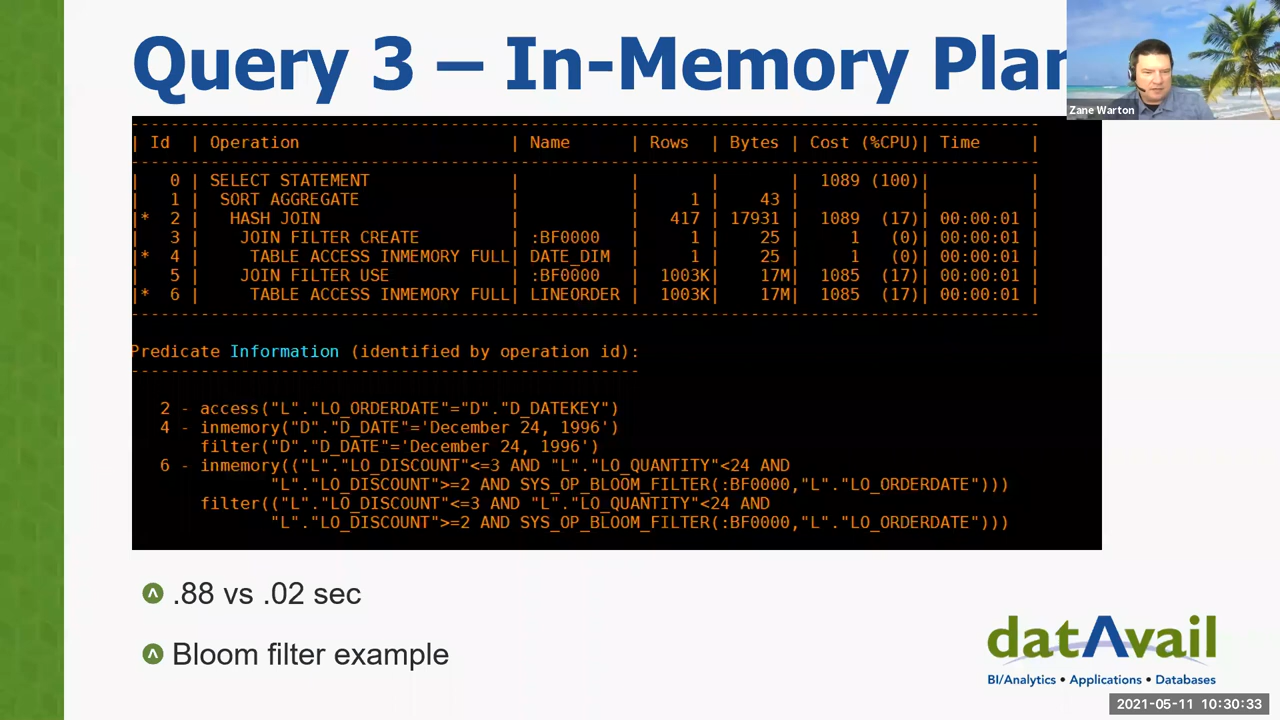 Query 3 – In-Memory Plan
Zane Warton
------------------------------------------------------------------------------------------
| Id  | Operation                     | Name      | Rows  | Bytes | Cost (%CPU)| Time     |
------------------------------------------------------------------------------------------
|   0 | SELECT STATEMENT              |           |       |       |  1089 (100)|          |
|   1 |  SORT AGGREGATE               |           |     1 |    43 |            |          |
|*  2 |   HASH JOIN                   |           |   417 | 17931 |  1089  (17)| 00:00:01 |
|   3 |    JOIN FILTER CREATE         | :BF0000   |     1 |    25 |     1   (0)| 00:00:01 |
|*  4 |     TABLE ACCESS INMEMORY FULL| DATE_DIM  |     1 |    25 |     1   (0)| 00:00:01 |
|   5 |    JOIN FILTER USE            | :BF0000   |  1003K|    17M|  1085  (17)| 00:00:01 |
|*  6 |     TABLE ACCESS INMEMORY FULL| LINEORDER |  1003K|    17M|  1085  (17)| 00:00:01 |
------------------------------------------------------------------------------------------
Predicate Information (identified by operation id):
---------------------------------------------------
2 - access("L"."LO_ORDERDATE"="D"."D_DATEKEY")
4 - inmemory("D"."D_DATE"='December 24, 1996')
filter("D"."D_DATE"='December 24, 1996')
6 - inmemory(("L"."LO_DISCOUNT"<=3 AND "L"."LO_QUANTITY"<24 AND
"L"."LO_DISCOUNT">=2 AND SYS_OP_BLOOM_FILTER(:BF0000,"L"."LO_ORDERDATE")))
filter(("L"."LO_DISCOUNT"<=3 AND "L"."LO_QUANTITY"<24 AND
"L"."LO_DISCOUNT">=2 AND SYS_OP_BLOOM_FILTER(:BF0000,"L"."LO_ORDERDATE")))
.88 vs .02 sec
Bloom filter example
datAvail
BI/Analytics • Applications • Databases
2021-05-11 10:30:33